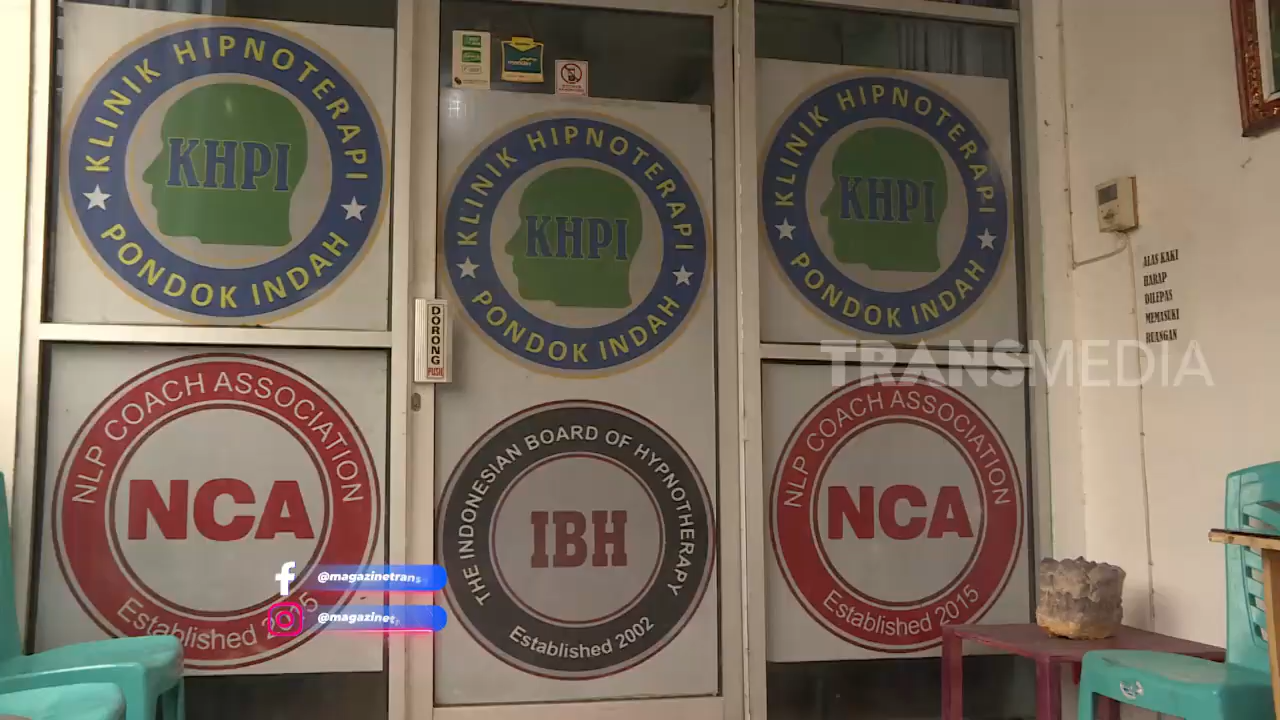 KLINIK HIPNOTERAPI
KHPI
PONDOK INDAH
KLINIK HIPNOTERAPI
KHPI
PONDOK INDAH
KLINIK HIPNOTERAPI
KHPI
PONDOK INDAH
DORONG
PUSH
ALAS KAKI
HARAP
DILEPAS
MEMASUKI
RUANGAN
TRANSMEDIA
NLP COACH ASSOCIATION
NCA
Established 2015
THE INDONESIAN BOARD OF HYPNOTHERAPY
IBH
Established 2002
NLP COACH ASSOCIATION
NCA
Established 2015
@magazinetrans
@magazinet